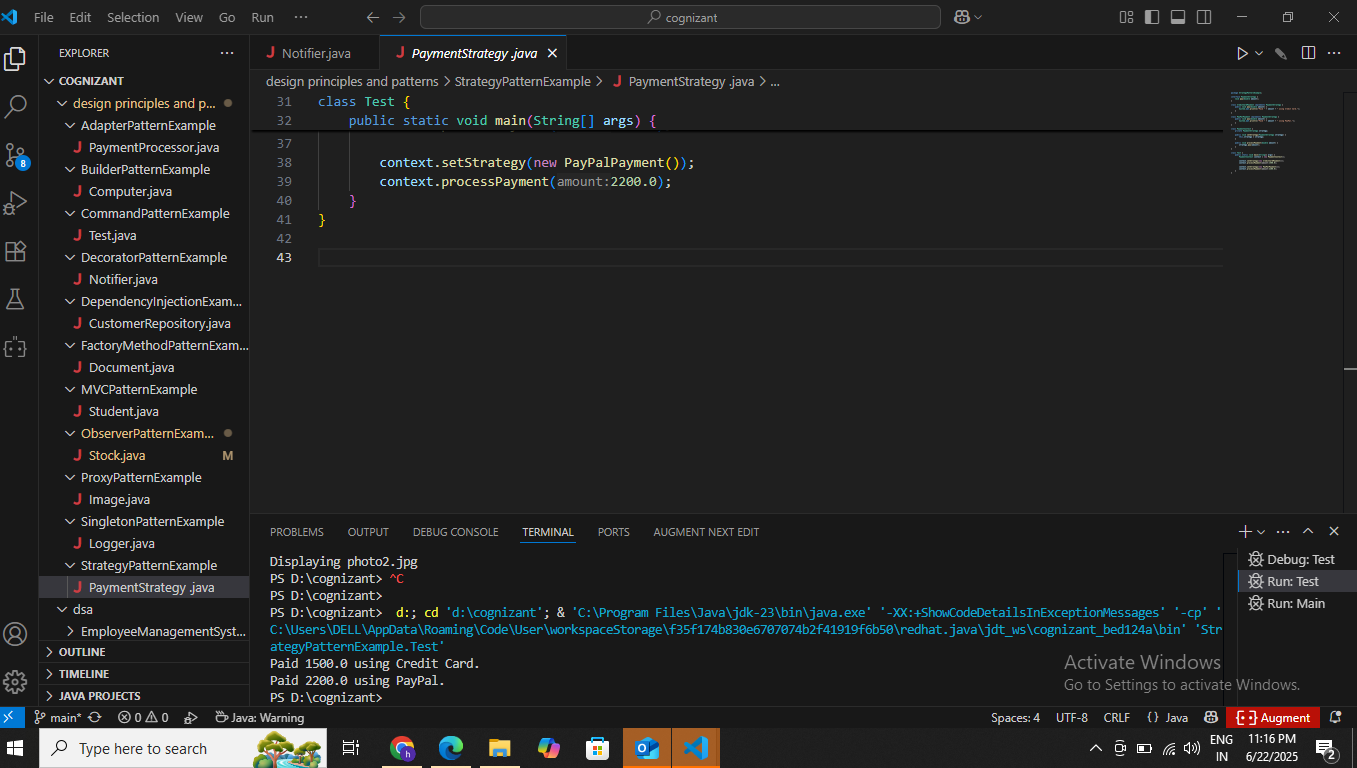 File Edit Selection View Go Run ··· cognizant
EXPLORER ···
COGNIZANT
design principles and p...
AdapterPatternExample
J PaymentProcessor.java
BuilderPatternExample
J Computer.java
CommandPatternExample
J Test.java
DecoratorPatternExample
J Notifier.java
DependencyInjectionExam...
J CustomerRepository.java
FactoryMethodPatternExam...
J Document.java
MVCPatternExample
J Student.java
ObserverPatternExam...
J Stock.java M
ProxyPatternExample
J Image.java
SingletonPatternExample
J Logger.java
StrategyPatternExample
J PaymentStrategy .java
dsa
EmployeeManagementSyst...
OUTLINE
TIMELINE
JAVA PROJECTS
8
J Notifier.java J PaymentStrategy .java
design principles and patterns > StrategyPatternExample > J PaymentStrategy .java > ...
31 class Test {
32 public static void main(String[] args) {
37
38 context.setStrategy(new PayPalPayment());
39 context.processPayment(amount:2200.0);
40 }
41 }
42
43
PROBLEMS OUTPUT DEBUG CONSOLE TERMINAL PORTS AUGMENT NEXT EDIT
Displaying photo2.jpg
PS D:\cognizant> ^C
PS D:\cognizant>
PS D:\cognizant> d:; cd 'd:\cognizant'; & 'C:\Program Files\Java\jdk-23\bin\java.exe' '-XX:+ShowCodeDetailsInExceptionMessages' '-cp' '
C:\Users\DELL\AppData\Roaming\Code\User\workspaceStorage\f35f174b830e6707074b2f41919f6b50\redhat.java\jdt_ws\cognizant_bed124a\bin' 'Str
ategyPatternExample.Test'
Paid 1500.0 using Credit Card.
Paid 2200.0 using PayPal.
PS D:\cognizant>
Debug: Test
Run: Test
Run: Main
Activate Windows
Go to Settings to activate Windows.
main* 0 0 Java: Warning Spaces: 4 UTF-8 CRLF {} Java Augment
Type here to search
h
ENG
IN
11:16 PM
6/22/2025
2